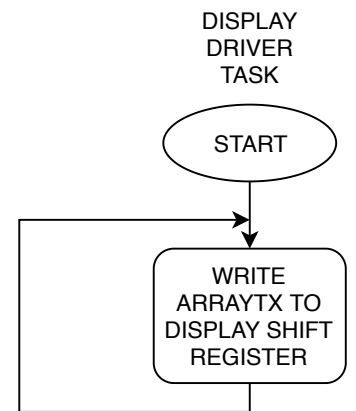 DISPLAY
DRIVER
TASK
START
WRITE
ARRAYTX TO
DISPLAY SHIFT
REGISTER